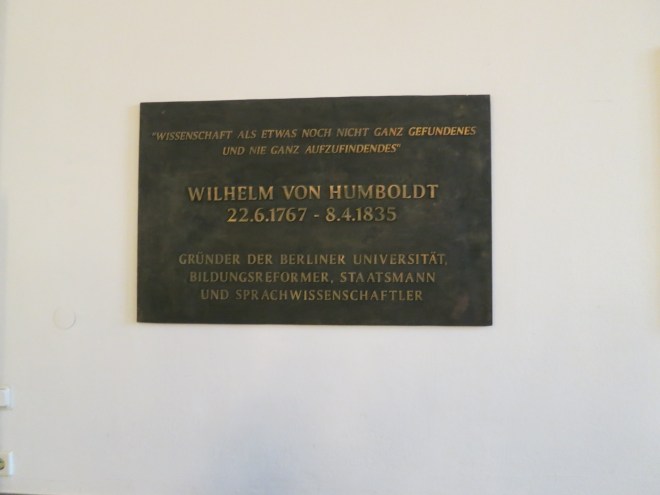 "WISSENSCHAFT ALS ETWAS NOCH NICHT GANZ GEFUNDENES
UND NIE GANZ AUFZUFINDENDES"
WILHELM VON HUMBOLDT
22.6.1767 - 8.4.1835
GRÜNDER DER BERLINER UNIVERSITÄT,
BILDUNGSREFORMER, STAATSMANN
UND SPRACHWISSENSCHAFTLER